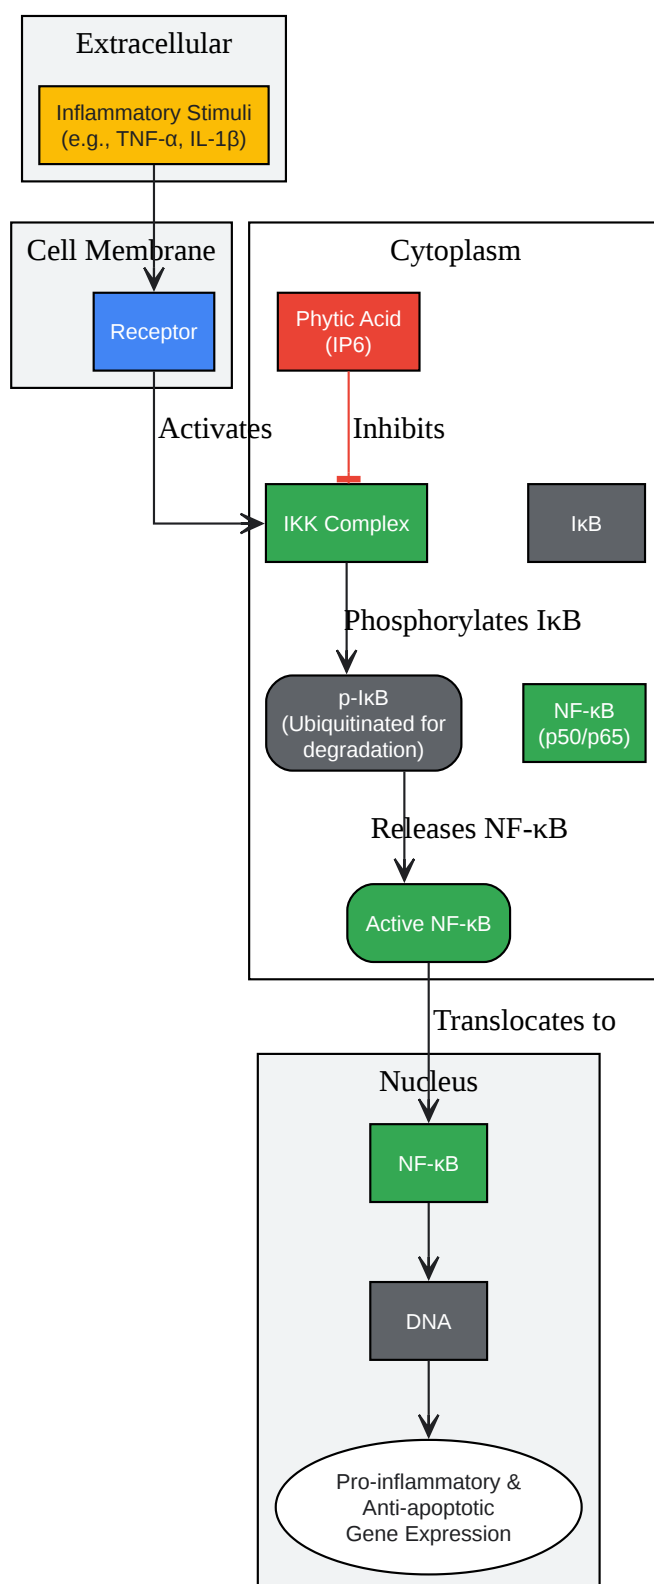 Extracellular
Inflammatory Stimuli
(e.g., TNF-α, IL-1β)
Cell Membrane
Receptor
Cytoplasm
Phytic Acid
(IP6)
Activates
Inhibits
IKK Complex
IκB
Phosphorylates IκB
p-IκB
(Ubiquitinated for
degradation)
NF-κB
(p50/p65)
Releases NF-κB
Active NF-κB
Translocates to
Nucleus
NF-κB
DNA
Pro-inflammatory &
Anti-apoptotic
Gene Expression